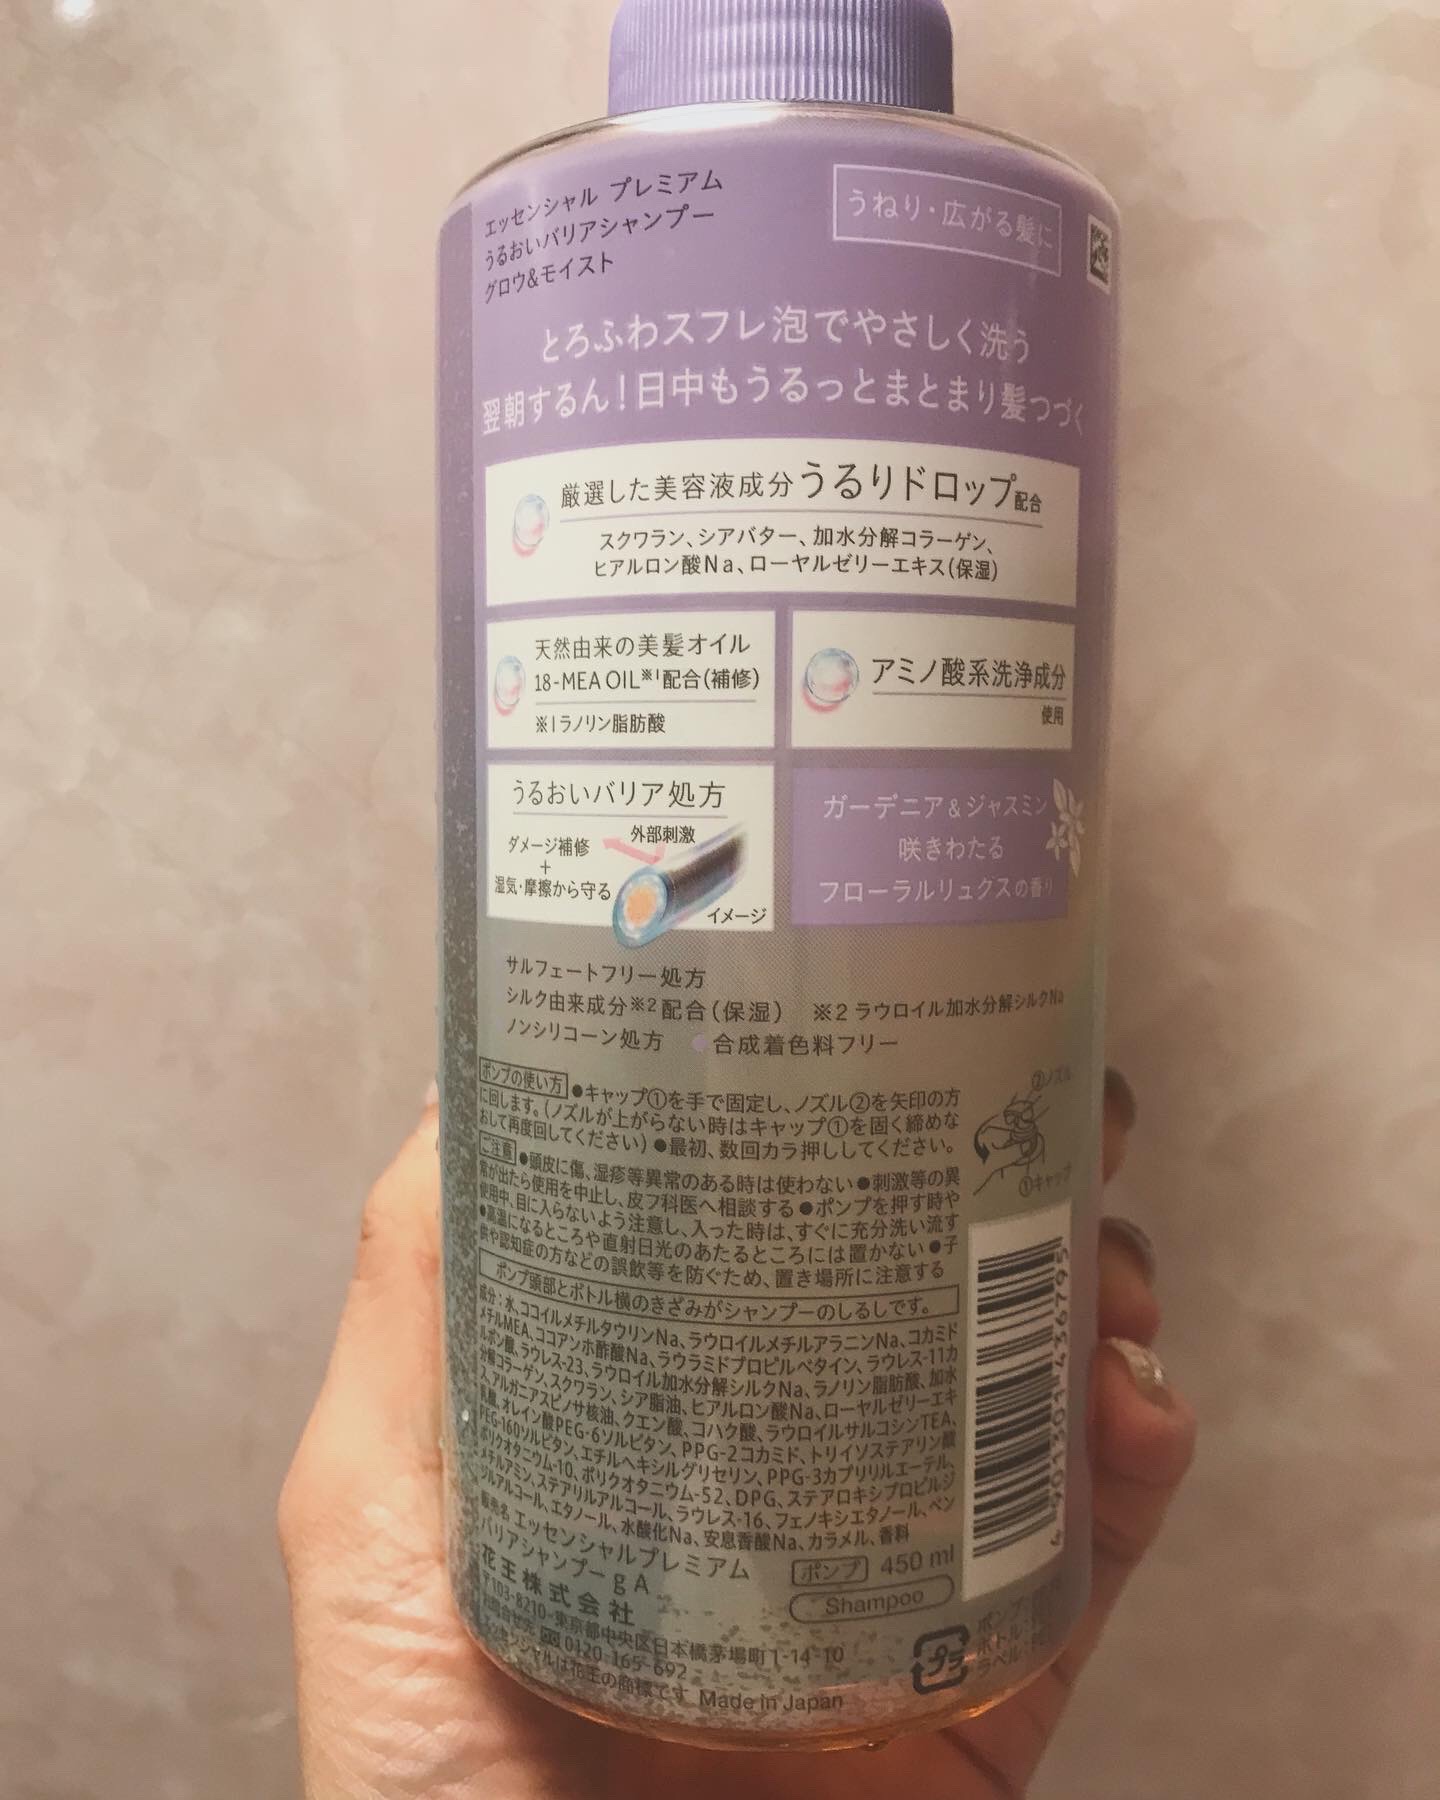 エッセンシャル プレミアム
うるおいバリアシャンプー
グロウ&モイスト
うねり・広がる髪に
とろふわスフレ泡でやさしく洗う
翌朝するん!日中もうるっとまとまり髪つづく
厳選した美容液成分うるりドロップ配合
スクワラン、シアバター、加水分解コラーゲン、
ヒアルロン酸Na、ローヤルゼリーエキス(保湿)
天然由来の美髪オイル
18-MEA OIL※1配合(補修)
※1ラノリン脂肪酸
アミノ酸系洗浄成分
使用
うるおいバリア処方
ダメージ補修
+
湿気・摩擦から守る
外部刺激
イメージ
ガーデニア&ジャスミン
咲きわたる
フローラルリュクスの香り
サルフェートフリー処方
シルク由来成分※2配合(保湿) ※2 ラウロイル加水分解シルクNa
ノンシリコーン処方 ●合成着色料フリー
ポンプの使い方 ●キャップ①を手で固定し、ノズル②を矢印の方
に回します。(ノズルが上がらない時はキャップ①を固く締めな
おして再度回してください) ●最初、数回カラ押ししてください。
②ノズル
①キャップ
ご注意 ●頭皮に傷、湿疹等異常のある時は使わない●刺激等の異
常が出たら使用を中止し、皮フ科医へ相談する●ポンプを押す時や
使用中、目に入らないよう注意し、入った時は、すぐに充分洗い流す
●高温になるところや直射日光のあたるところには置かない●子
供や認知症の方などの誤飲等を防ぐため、置き場所に注意する
ポンプ頭部とボトル横のきざみがシャンプーのしるしです。
成分:水、ココイルメチルタウリンNa、ラウロイルメチルアラニンNa、コカミド
メチルMEA、ココアンホ酢酸Na、ラウラミドプロピルベタイン、ラウレス-11カ
ルボン酸、ラウレス-23、ラウロイル加水分解シルクNa、ラノリン脂肪酸、加水
分解コラーゲン、スクワラン、シア脂油、ヒアルロン酸Na、ローヤルゼリーエキ
ス、アルガニアスピノサ核油、クエン酸、コハク酸、ラウロイルサルコシンTEA、
乳酸、オレイン酸PEG-6ソルビタン、PPG-2コカミド、トリイソステアリン酸
PEG-160ソルビタン、エチルヘキシルグリセリン、PPG-3カプリリルエーテル、
ポリクオタニウム-10、ポリクオタニウム-52、DPG、ステアロキシプロピルジ
メチルアミン、ステアリルアルコール、ラウレス-16、フェノキシエタノール、ベン
ジルアルコール、エタノール、水酸化Na、安息香酸Na、カラメル、香料
販売名 エッセンシャルプレミアム
バリアシャンプーgA
花王株式会社
〒103-8210 東京都中央区日本橋茅場町1-14-10
お問合せ先 0120-165-692
エッセンシャルは花王の商標です Made in Japan
ポンプ 450 ml
Shampoo
4 901301 436795
プラ
ポンプ:
ボトル:
ラベル: